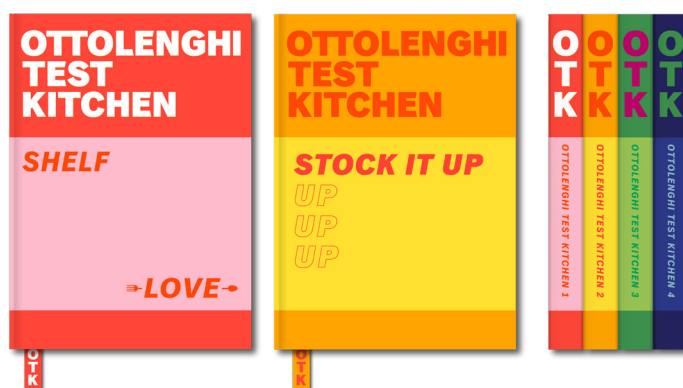 OTTOLENGHI
TEST
KITCHEN
SHELF
LOVE
OTK
OTTOLENGHI
TEST
KITCHEN
STOCK IT UP
UP
UP
UP
OTK
OTK
OTTOLENGHI TEST KITCHEN 1
OTK
OTTOLENGHI TEST KITCHEN 2
OTK
OTTOLENGHI TEST KITCHEN 3
OTK
OTTOLENGHI TEST KITCHEN 4